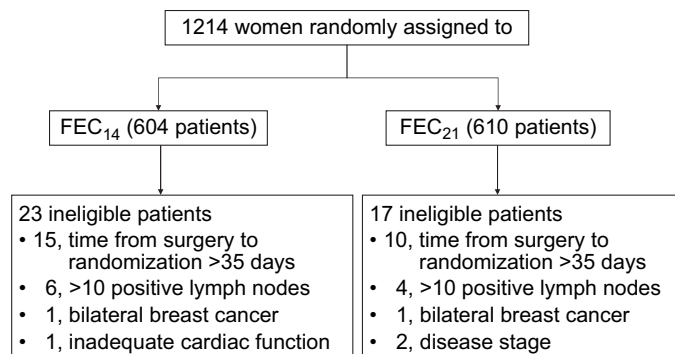 1214 women randomly assigned to
FEC14 (604 patients)
FEC21 (610 patients)
23 ineligible patients
• 15, time from surgery to
randomization >35 days
• 6, >10 positive lymph nodes
• 1, bilateral breast cancer
• 1, inadequate cardiac function
17 ineligible patients
• 10, time from surgery to
randomization >35 days
• 4, >10 positive lymph nodes
• 1, bilateral breast cancer
• 2, disease stage